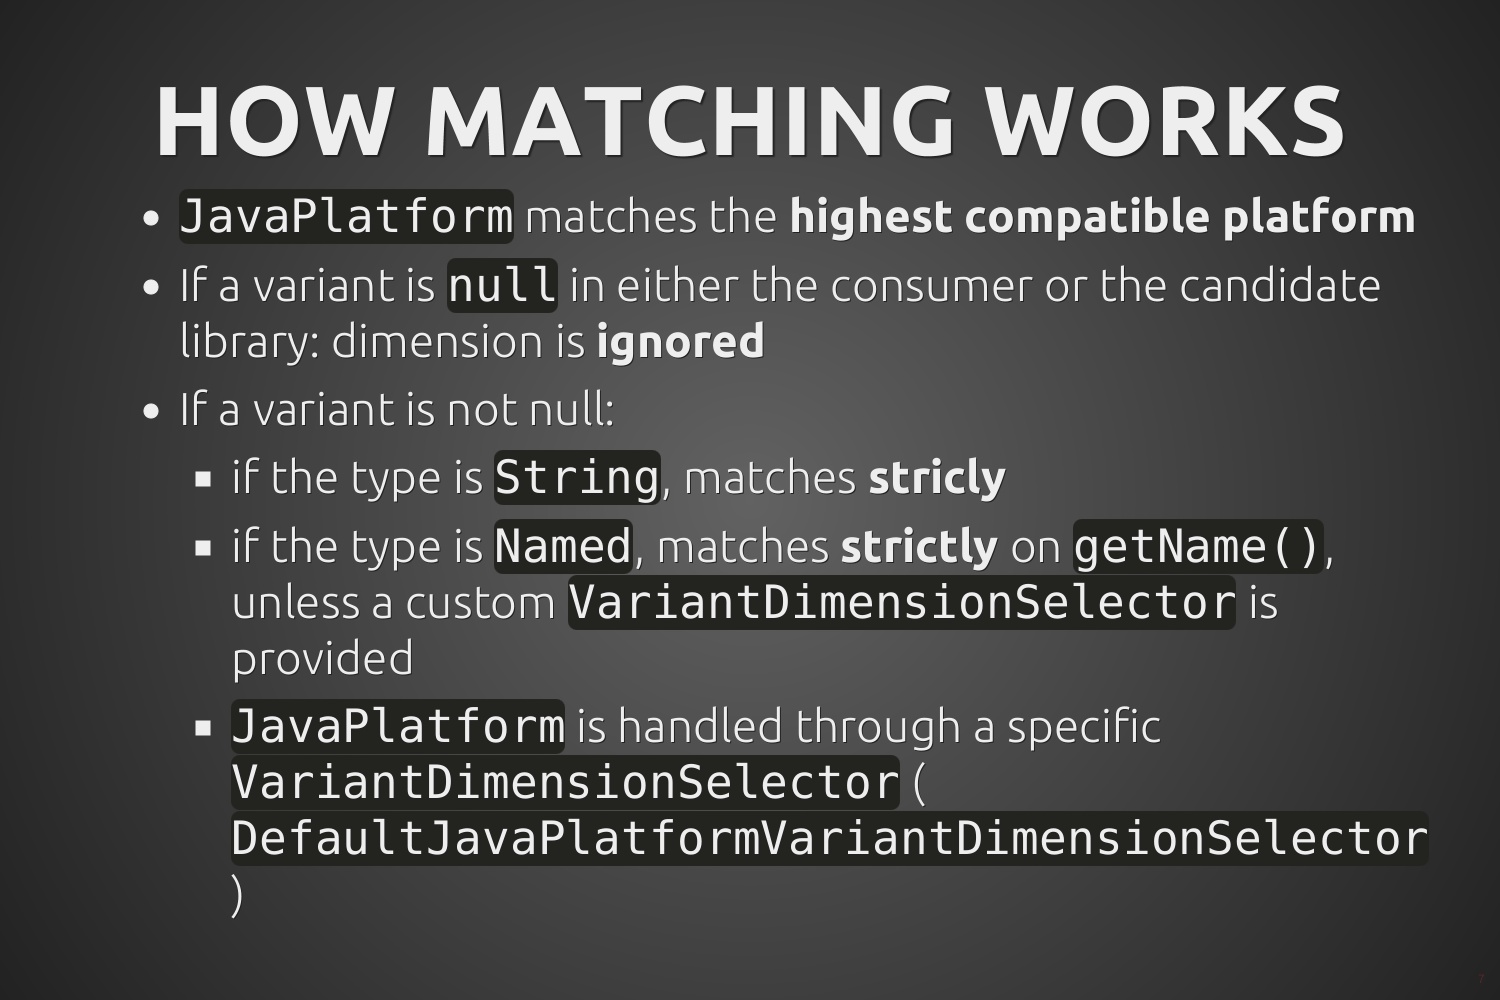 HOW MATCHING WORKS
• JavaPlatform matches the highest compatible platform
• If a variant is null in either the consumer or the candidate
library: dimension is ignored
• If a variant is not null:
▪ if the type is String, matches stricly
▪ if the type is Named, matches strictly on getName(),
unless a custom VariantDimensionSelector is
provided
▪ JavaPlatform is handled through a specific
VariantDimensionSelector (
DefaultJavaPlatformVariantDimensionSelector
)
7